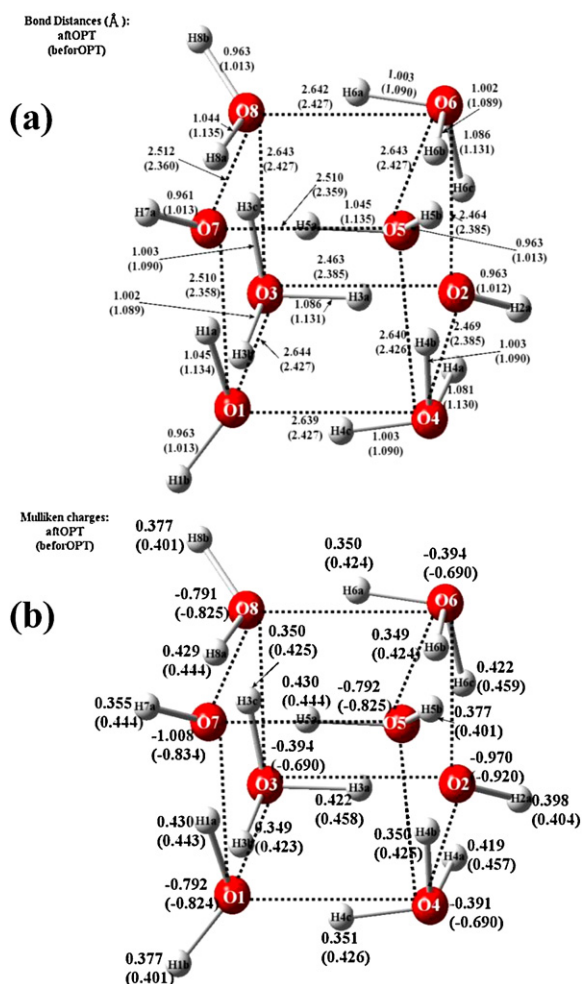 Bond Distances (Å):
aftOPT
(beforOPT)
(a)
H8b
0.963
(1.013)
1.003
(1.090)
H6a
2.642
(2.427)
1.002
(1.089)
O8
O6
1.044
(1.135)
H8a
H6b
1.086
(1.131)
H6c
2.512
(2.360)
2.643
(2.427)
2.643
(2.427)
2.510
(2.359)
0.961
(1.013)
H7a
O7
H3c
1.045
(1.135)
H5a
O5
H5b
2.464
(2.385)
0.963
(1.013)
1.003
(1.090)
2.463
(2.385)
0.963
(1.012)
2.510
(2.358)
O3
H3a
1.086
(1.131)
O2
H2a
1.002
(1.089)
H1a
H3b
2.644
(2.427)
2.640
(2.426)
H4b
2.469
(2.385)
1.003
(1.090)
H4a
1.045
(1.134)
1.081
(1.130)
O1
O4
2.639
(2.427)
H4c
1.003
(1.090)
0.963
(1.013)
H1b
Mulliken charges:
aftOPT
(beforOPT)
(b)
0.377
(0.401)
H8b
0.350
(0.424)
H6a
-0.394
(-0.690)
O6
-0.791
(-0.825)
O8
0.350
(0.425)
0.349
(0.424)
H6b
0.429
(0.444)
H8a
0.422
(0.459)
H6c
0.355
(0.444)
H7a
O7
-1.008
(-0.834)
H3c
0.430
(0.444)
H5a
-0.792
(-0.825)
O5
H5b
0.377
(0.401)
-0.394
(-0.690)
O3
H3a
0.422
(0.458)
-0.970
(-0.920)
O2
H2a
0.398
(0.404)
0.430
(0.443)
H1a
0.349
(0.423)
H3b
H4b
H4a
0.419
(0.457)
-0.792
(-0.824)
O1
O4
-0.391
(-0.690)
H4c
0.351
(0.426)
0.377
(0.401)
H1b